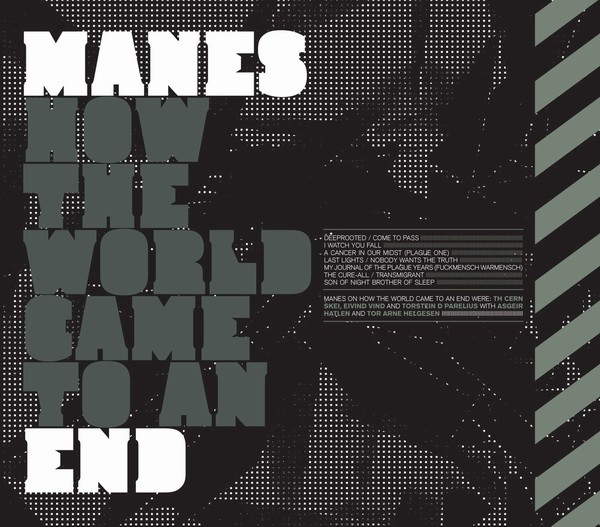 MANES
HOW
THE
WORLD
CAME
TO AN
END
DEEPROOTED / COME TO PASS
I WATCH YOU FALL
A CANCER IN OUR MIDST (PLAGUE ONE)
LAST LIGHTS / NOBODY WANTS THE TRUTH
MY JOURNAL OF THE PLAGUE YEARS (FUCKMENSCH WARMENSCH)
THE CURE-ALL / TRANSMIGRANT
SON OF NIGHT BROTHER OF SLEEP
MANES ON HOW THE WORLD CAME TO AN END WERE: TH CERN
SKEI, EIVIND VIND AND TORSTEIN D PARELIUS WITH ASGEIR
HATLEN AND TOR ARNE HELGESEN